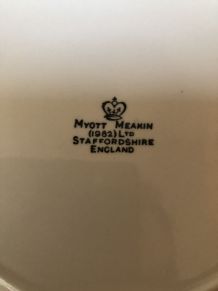 MYOTT MEAKIN
(1982) LTD
STAFFORDSHIRE
ENGLAND